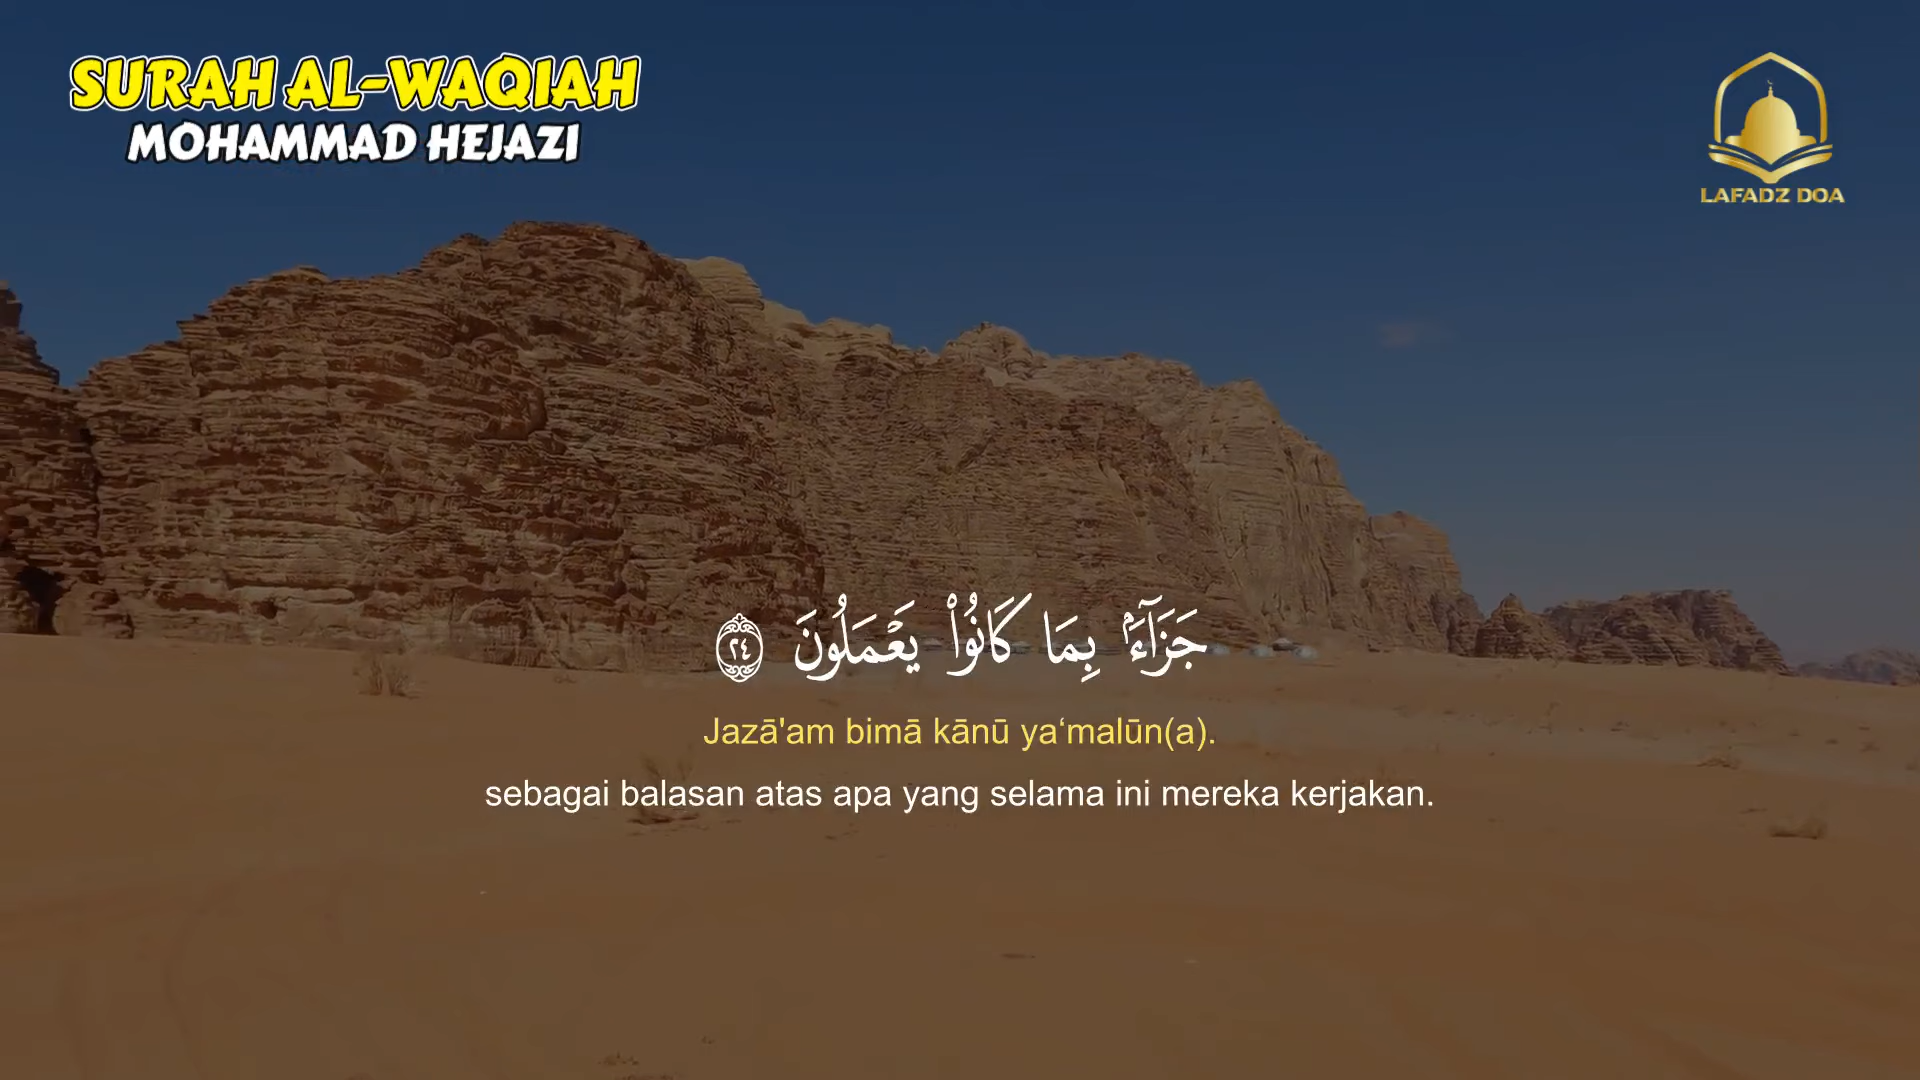 SURAH AL-WAQIAH
MOHAMMAD HEJAZI
LAFADZ DOA
جَزَآءًۢ بِمَا كَانُوا۟ يَعْمَلُونَ ٢٤
Jazā'am bimā kānū ya‘malūn(a).
sebagai balasan atas apa yang selama ini mereka kerjakan.